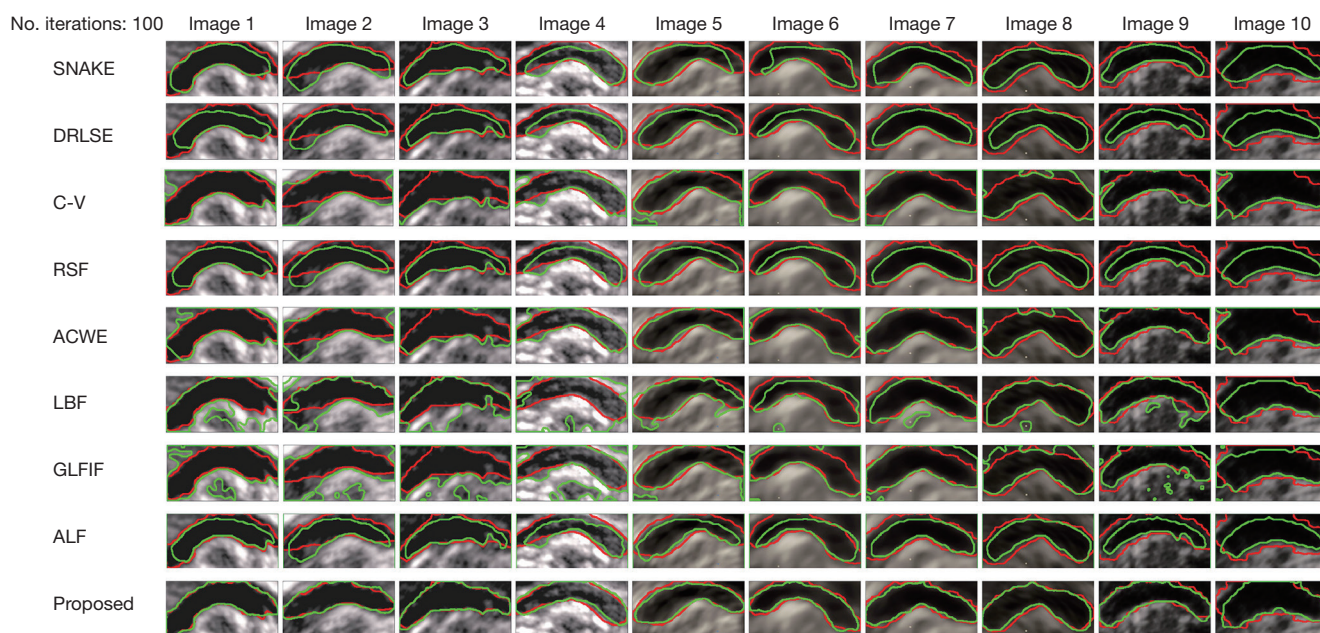 No. iterations: 100 Image 1 Image 2 Image 3 Image 4 Image 5 Image 6 Image 7 Image 8 Image 9 Image 10
SNAKE
DRLSE
C-V
RSF
ACWE
LBF
GLFIF
ALF
Proposed